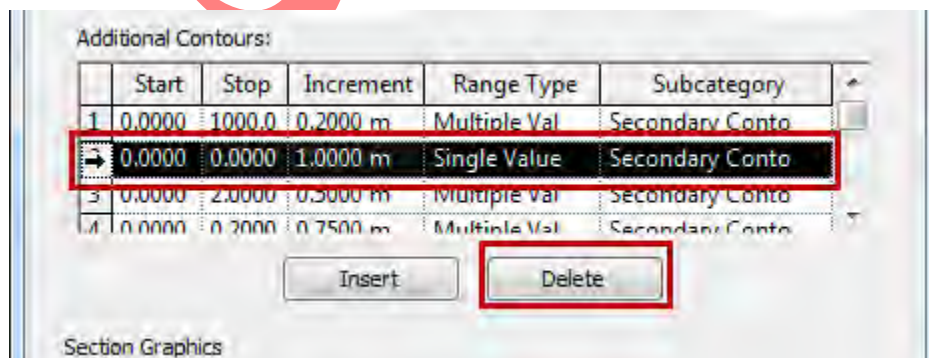 Additional Contours:
Start Stop Increment Range Type Subcategory
1 0.0000 1000.0 0.2000 m Multiple Val Secondary Conto
0.0000 0.0000 1.0000 m Single Value Secondary Conto
3 0.0000 2.0000 0.5000 m Multiple Val Secondary Conto
4 0.0000 0.2000 0.7500 m Multiple Val Secondary Conto
Insert Delete
Section Graphics